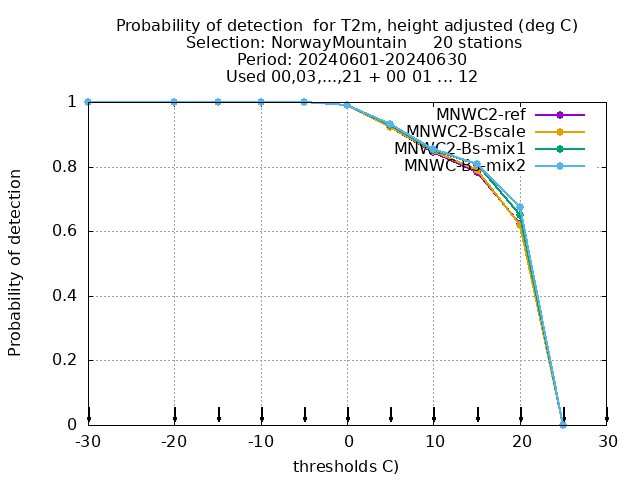 Probability of detection  for T2m, height adjusted (deg C)
Selection: NorwayMountain     20 stations
Period: 20240601-20240630
Used 00,03,...,21 + 00 01 ... 12
MNWC2-ref
MNWC2-Bscale
MNWC2-Bs-mix1
MNWC-Bs-mix2
Probability of detection
1
0.8
0.6
0.4
0.2
0
-30
-20
-10
0
10
20
30
thresholds C)